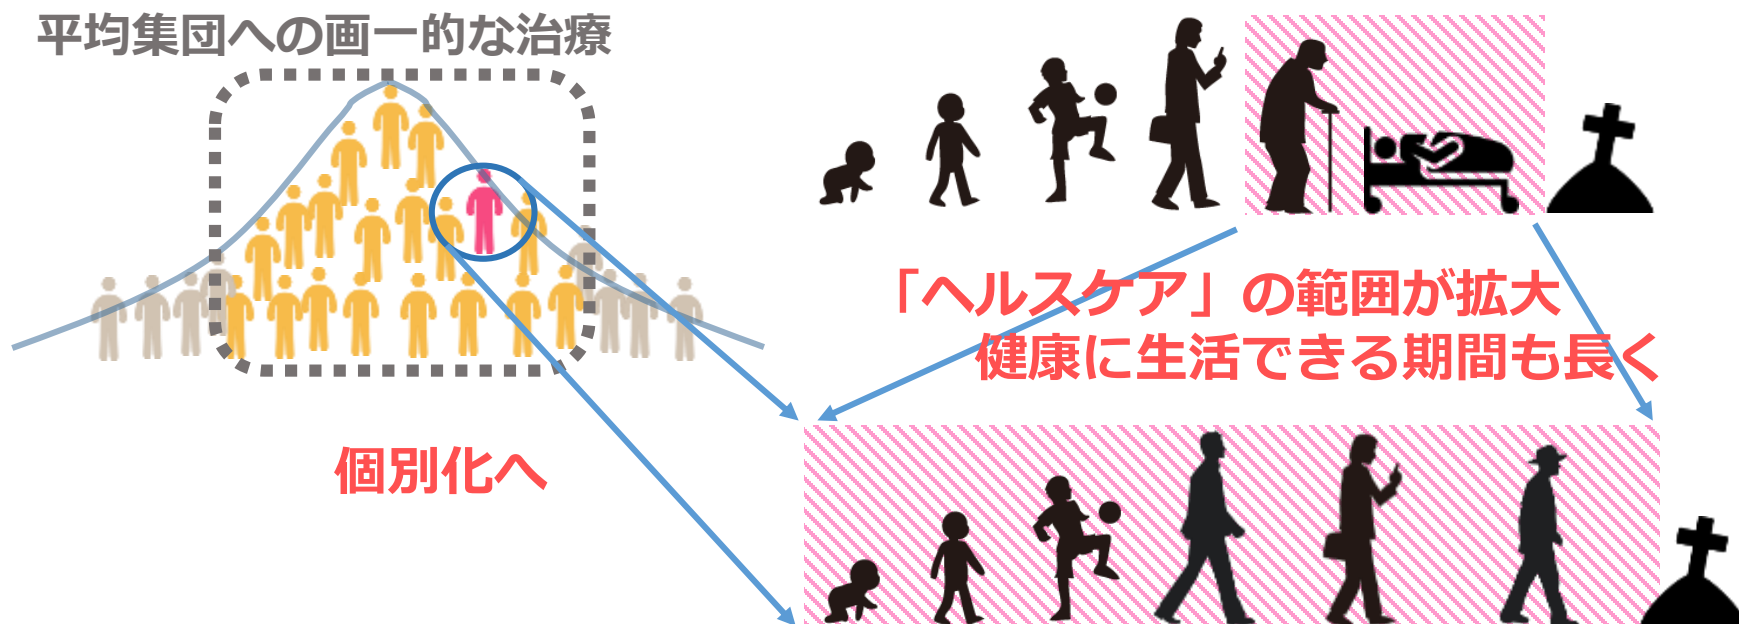 平均集団への画一的な治療
「ヘルスケア」の範囲が拡大
健康に生活できる期間も長く
個別化へ